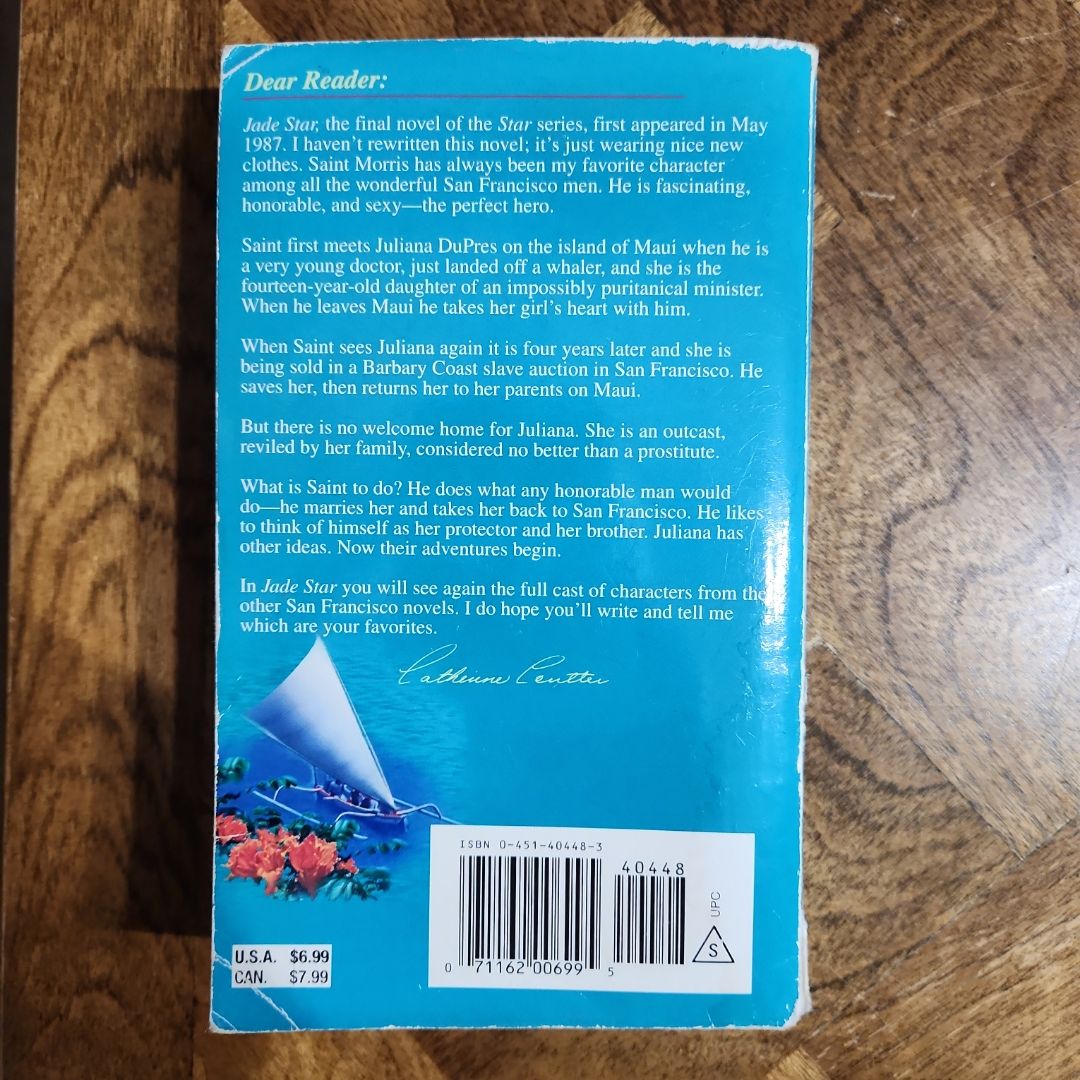 Dear Reader:
Jade Star, the final novel of the Star series, first appeared in May
1987. I haven't rewritten this novel; it's just wearing nice new
clothes. Saint Morris has always been my favorite character
among all the wonderful San Francisco men. He is fascinating,
honorable, and sexy—the perfect hero.
Saint first meets Juliana DuPres on the island of Maui when he is
a very young doctor, just landed off a whaler, and she is the
fourteen-year-old daughter of an impossibly puritanical minister.
When he leaves Maui he takes her girl's heart with him.
When Saint sees Juliana again it is four years later and she is
being sold in a Barbary Coast slave auction in San Francisco. He
saves her, then returns her to her parents on Maui.
But there is no welcome home for Juliana. She is an outcast,
reviled by her family, considered no better than a prostitute.
What is Saint to do? He does what any honorable man would
do—he marries her and takes her back to San Francisco. He likes
to think of himself as her protector and her brother. Juliana has
other ideas. Now their adventures begin.
In Jade Star you will see again the full cast of characters from the
other San Francisco novels. I do hope you'll write and tell me
which are your favorites.
Catherine Coulter
ISBN 0-451-40448-3
40448
UPC
S
0 71162 00699 5
U.S.A. $6.99
CAN. $7.99